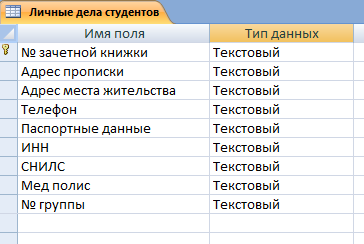 Личные дела студентов
Имя поля Тип данных
№ зачетной книжки Текстовый
Адрес прописки Текстовый
Адрес места жительства Текстовый
Телефон Текстовый
Паспортные данные Текстовый
ИНН Текстовый
СНИЛС Текстовый
Мед полис Текстовый
№ группы Текстовый